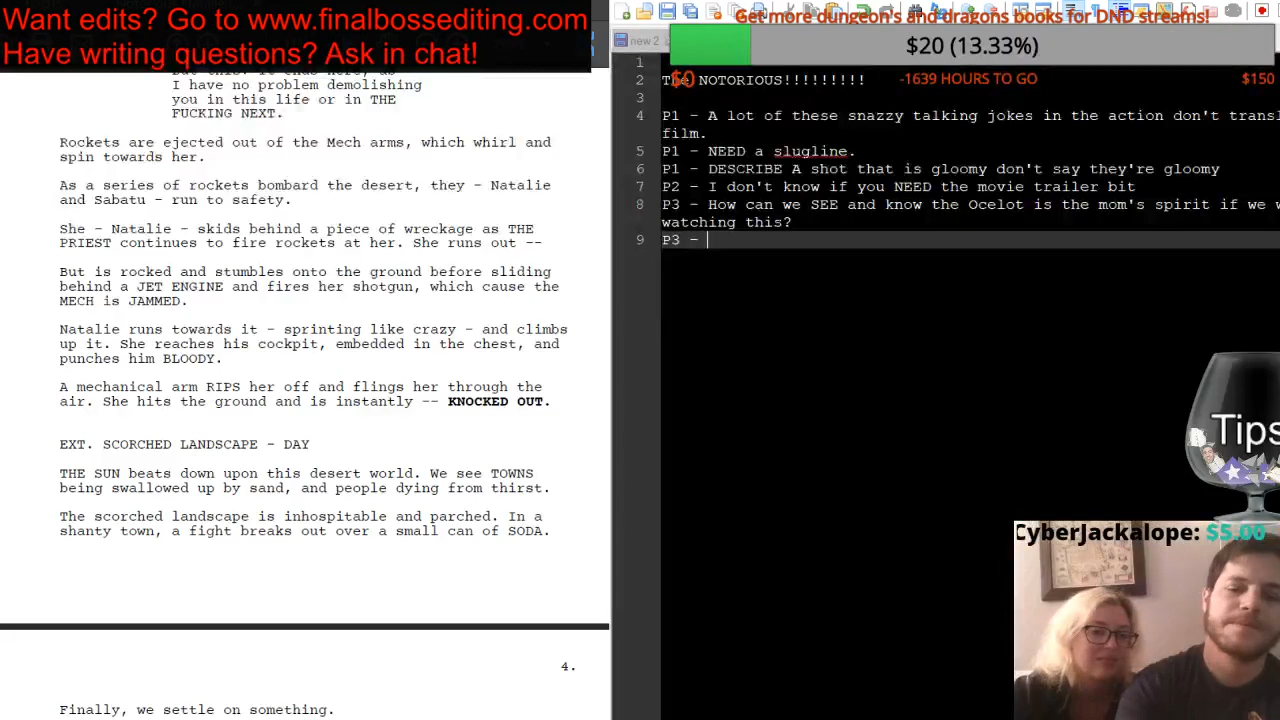 Want edits? Go to www.finalbossediting.com
Have writing questions? Ask in chat!
I have no problem demolishing
you in this life or in THE
FUCKING NEXT.
Rockets are ejected out of the Mech arms, which whirl and
spin towards her.
As a series of rockets bombard the desert, they - Natalie
and Sabatu - run to safety.
She - Natalie - skids behind a piece of wreckage as THE
PRIEST continues to fire rockets at her. She runs out --
But is rocked and stumbles onto the ground before sliding
behind a JET ENGINE and fires her shotgun, which cause the
MECH is JAMMED.
Natalie runs towards it - sprinting like crazy - and climbs
up it. She reaches his cockpit, embedded in the chest, and
punches him BLOODY.
A mechanical arm RIPS her off and flings her through the
air. She hits the ground and is instantly -- KNOCKED OUT.
EXT. SCORCHED LANDSCAPE - DAY
THE SUN beats down upon this desert world. We see TOWNS
being swallowed up by sand, and people dying from thirst.
The scorched landscape is inhospitable and parched. In a
shanty town, a fight breaks out over a small can of SODA.
4.
Finally, we settle on something.
Get more dungeon's and dragons books for DND streams!
new 2
$20 (13.33%)
$0
-1639 HOURS TO GO
$150
1
2 The NOTORIOUS!!!!!!!!!
3
4 P1 - A lot of these snazzy talking jokes in the action don't transl
film.
5 P1 - NEED a slugline.
6 P1 - DESCRIBE A shot that is gloomy don't say they're gloomy
7 P2 - I don't know if you NEED the movie trailer bit
8 P3 - How can we SEE and know the Ocelot is the mom's spirit if we w
watching this?
9 P3 -
Tips
CyberJackalope: $5.00